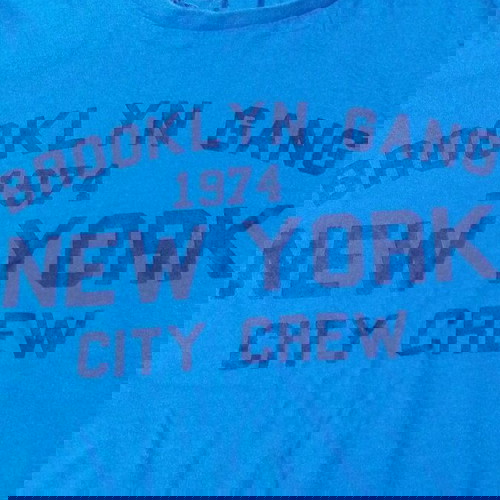 BROOKLYN GANG
1974
NEW YORK
CITY CREW